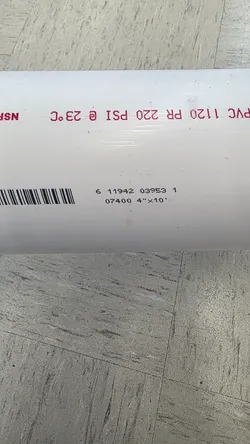 PVC 1120 PR 220 PSI @ 23°C NSF
6 11942 03953 1
07400 4"x10'